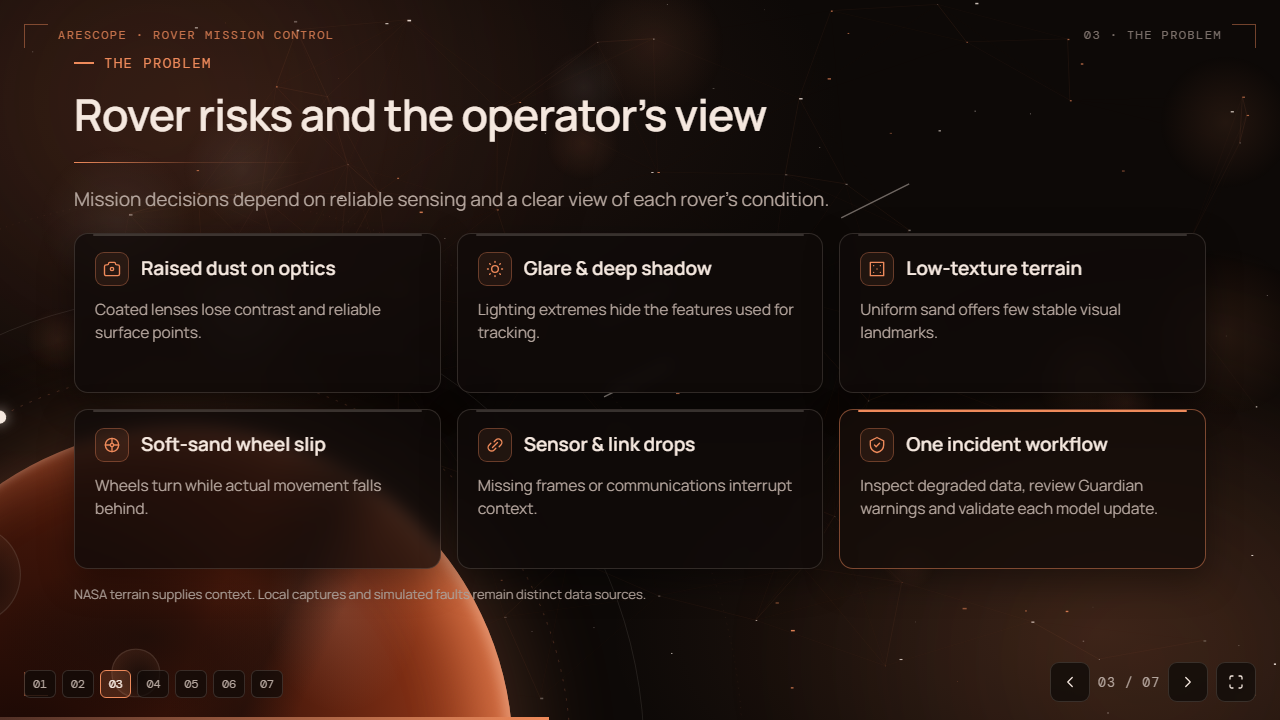 ARESCOPE · ROVER MISSION CONTROL
03 · THE PROBLEM
THE PROBLEM
Rover risks and the operator's view
Mission decisions depend on reliable sensing and a clear view of each rover's condition.
Raised dust on optics
Coated lenses lose contrast and reliable
surface points.
Glare & deep shadow
Lighting extremes hide the features used for
tracking.
Low-texture terrain
Uniform sand offers few stable visual
landmarks.
Soft-sand wheel slip
Wheels turn while actual movement falls
behind.
Sensor & link drops
Missing frames or communications interrupt
context.
One incident workflow
Inspect degraded data, review Guardian
warnings and validate each model update.
NASA terrain supplies context. Local captures and simulated faults remain distinct data sources.
01 02 03 04 05 06 07
03 / 07